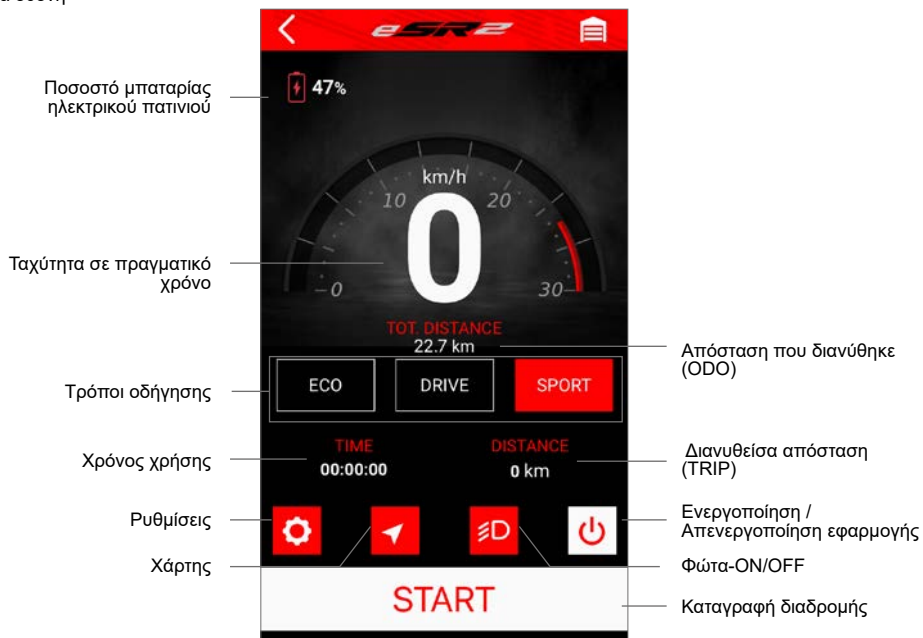 eSR2
47%
Ποσοστό μπαταρίας
ηλεκτρικού πατινιού
km/h
10
20
0
Ταχύτητα σε πραγματικό
χρόνο
0
30
TOT. DISTANCE
22.7 km
Απόσταση που διανύθηκε
(ODO)
Τρόποι οδήγησης
ECO
DRIVE
SPORT
TIME
DISTANCE
Χρόνος χρήσης
00:00:00
0 km
Διανυθείσα απόσταση
(TRIP)
Ρυθμίσεις
Ενεργοποίηση /
Απενεργοποίηση εφαρμογής
Χάρτης
Φώτα-ON/OFF
START
Καταγραφή διαδρομής